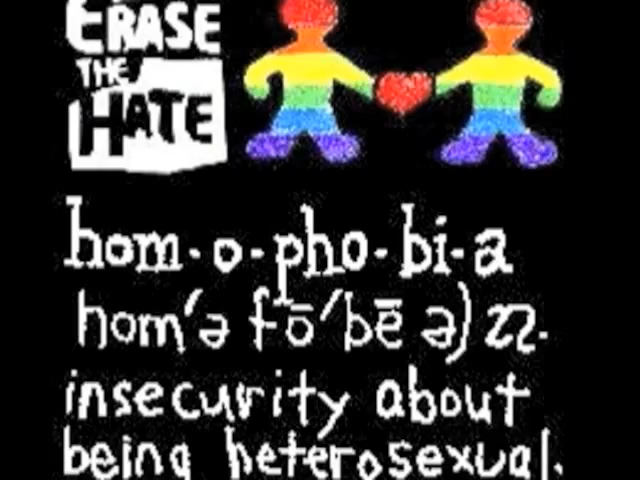 ERASE
THE
HATE
hom-o-pho-bi-a
hom′ə fō′bē ə) n.
insecurity about
being heterosexual.